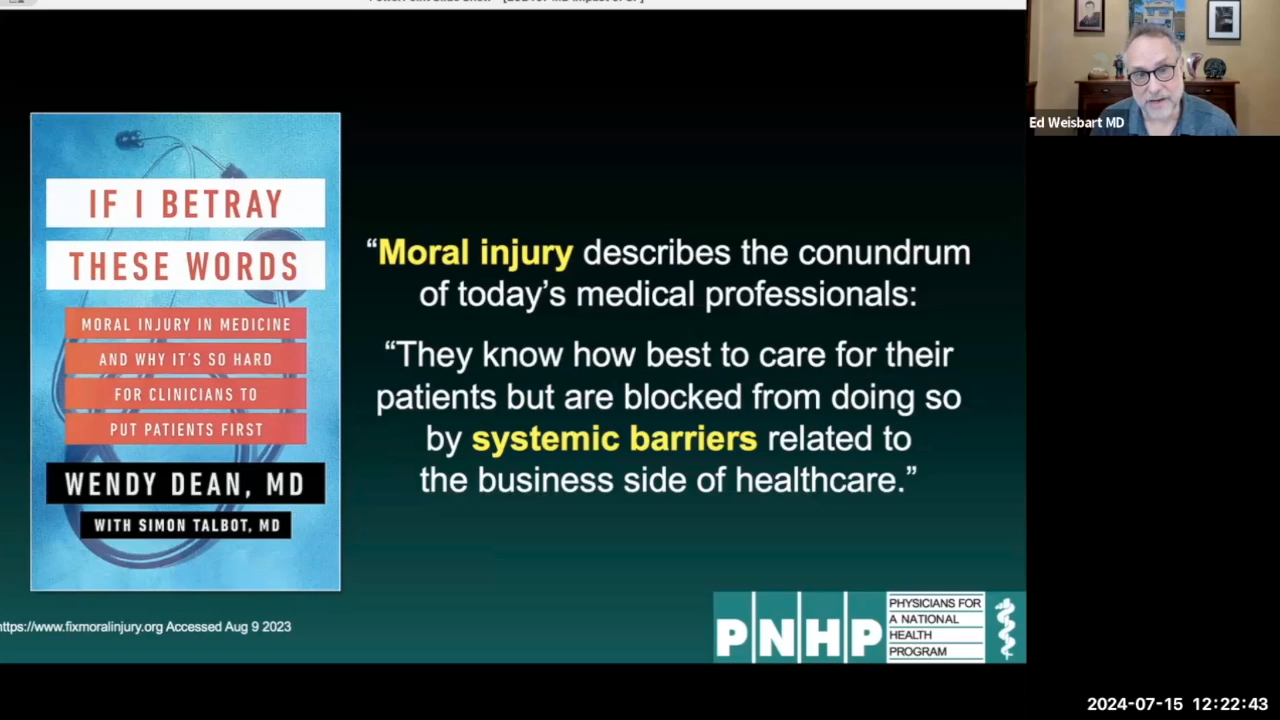 Ed Weisbart MD
IF I BETRAY
THESE WORDS
MORAL INJURY IN MEDICINE
AND WHY IT'S SO HARD
FOR CLINICIANS TO
PUT PATIENTS FIRST
WENDY DEAN, MD
WITH SIMON TALBOT, MD
“Moral injury describes the conundrum
of today’s medical professionals:
“They know how best to care for their
patients but are blocked from doing so
by systemic barriers related to
the business side of healthcare.”
https://www.fixmoralinjury.org Accessed Aug 9 2023
PNHP
PHYSICIANS FOR
A NATIONAL
HEALTH
PROGRAM
2024-07-15 12:22:43